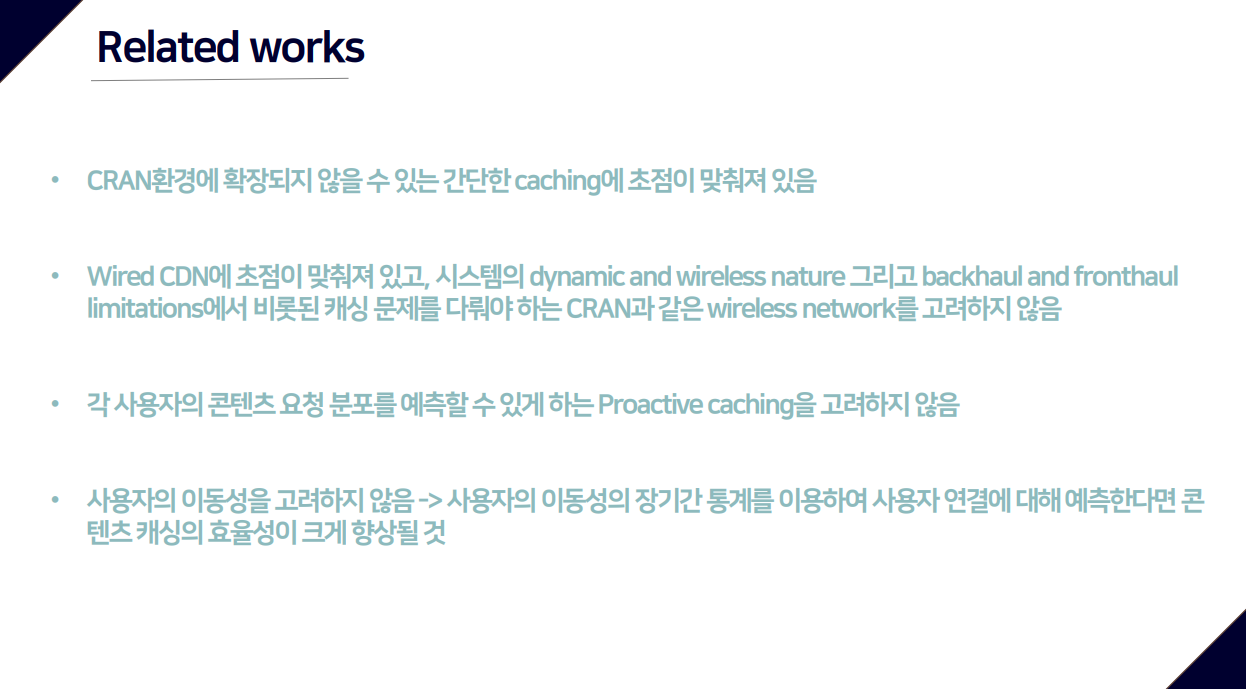 Related works
• CRAN환경에 확장되지 않을 수 있는 간단한 caching에 초점이 맞춰져 있음
• Wired CDN에 초점이 맞춰져 있고, 시스템의 dynamic and wireless nature 그리고 backhaul and fronthaul
limitations에서 비롯된 캐싱 문제를 다뤄야 하는 CRAN과 같은 wireless network를 고려하지 않음
• 각 사용자의 콘텐츠 요청 분포를 예측할 수 있게 하는 Proactive caching을 고려하지 않음
• 사용자의 이동성을 고려하지 않음 -> 사용자의 이동성의 장기간 통계를 이용하여 사용자 연결에 대해 예측한다면 콘
텐츠 캐싱의 효율성이 크게 향상될 것